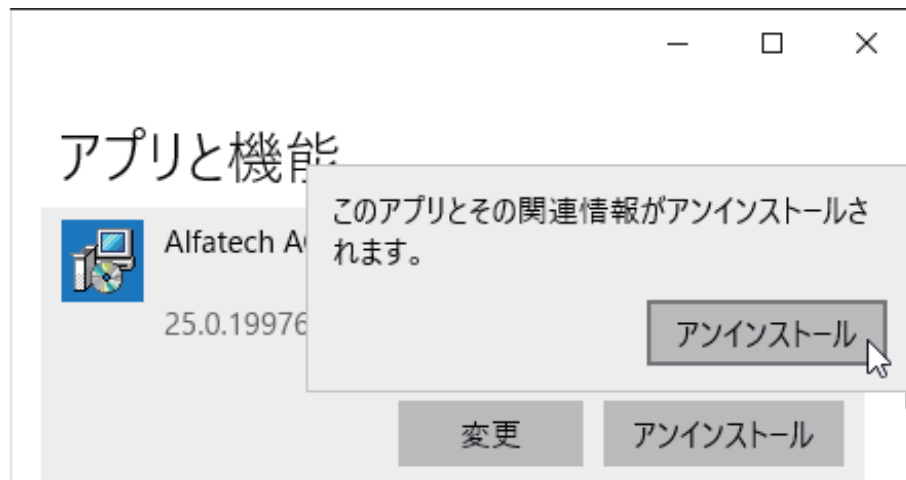 アプリと機能
このアプリとその関連情報がアンインストールさ
れます。
Alfatech
25.0.19976
アンインストール
変更
アンインストール